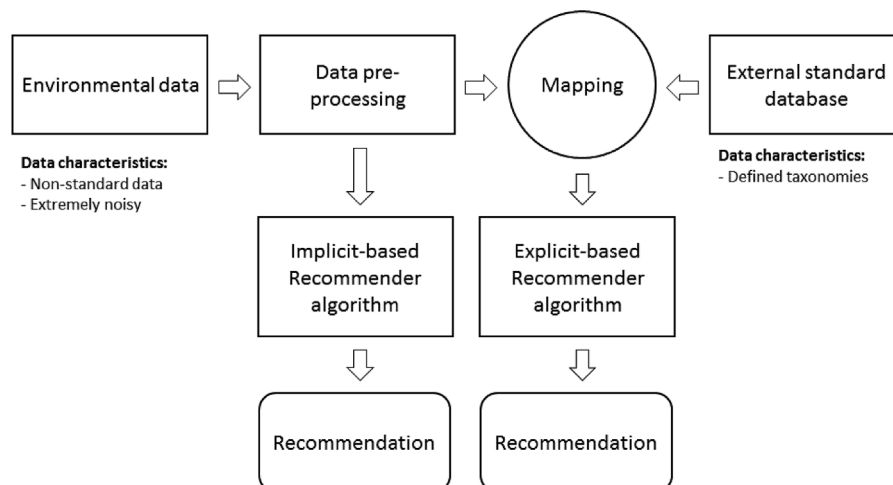 Environmental data
Data pre-
processing
Mapping
External standard
database
Data characteristics:
- Non-standard data
- Extremely noisy
Data characteristics:
- Defined taxonomies
Implicit-based
Recommender
algorithm
Explicit-based
Recommender
algorithm
Recommendation
Recommendation